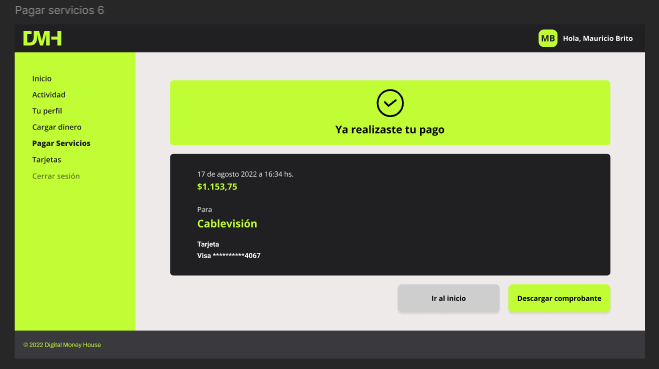 Pagar servicios 6
DMH
MB Hola, Mauricio Brito
Inicio
Actividad
Tu perfil
Cargar dinero
Pagar Servicios
Tarjetas
Cerrar sesión
Ya realizaste tu pago
17 de agosto 2022 a 16:34 hs.
$1.153,75
Para
Cablevisión
Tarjeta
Visa **********4067
Ir al inicio
Descargar comprobante
© 2022 Digital Money House